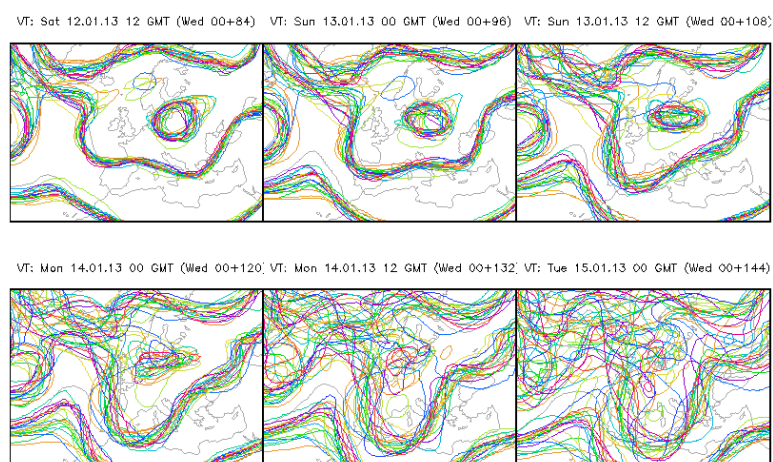 VT: Sat 12.01.13 12 GMT (Wed 00+84)
VT: Sun 13.01.13 00 GMT (Wed 00+96)
VT: Sun 13.01.13 12 GMT (Wed 00+108)
VT: Mon 14.01.13 00 GMT (Wed 00+120)
VT: Mon 14.01.13 12 GMT (Wed 00+132)
VT: Tue 15.01.13 00 GMT (Wed 00+144)